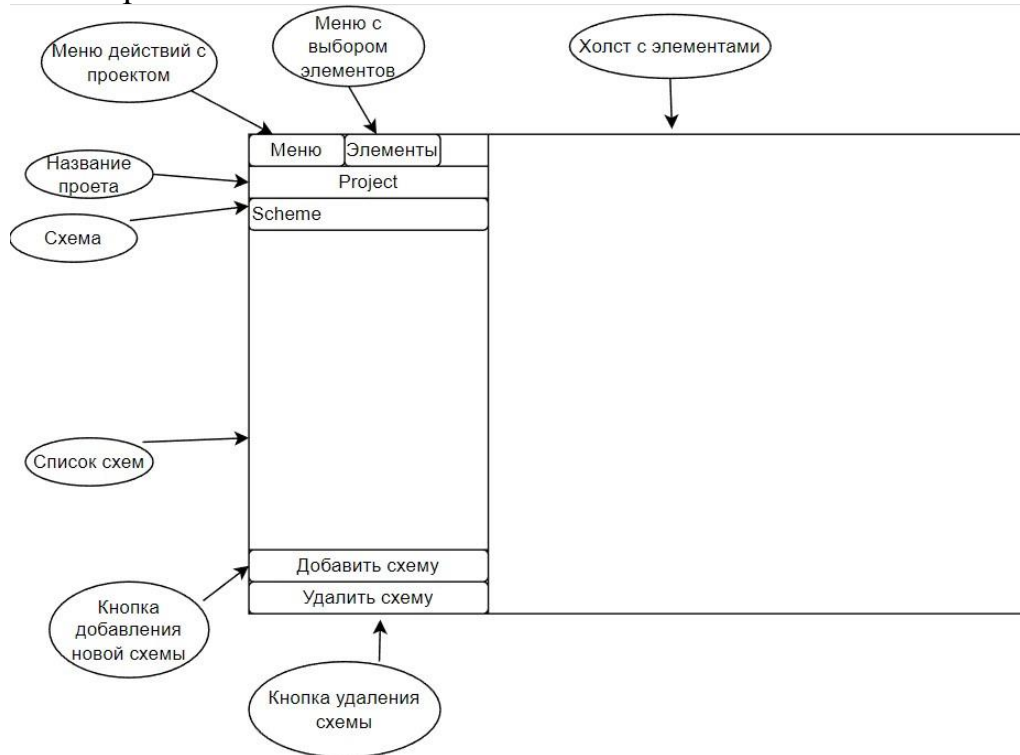 Меню действий с
проектом
Меню с
выбором
элементов
Холст с элементами
Меню
Элементы
Название
проета
Project
Схема
Scheme
Список схем
Добавить схему
Удалить схему
Кнопка
добавления
новой схемы
Кнопка удаления
схемы